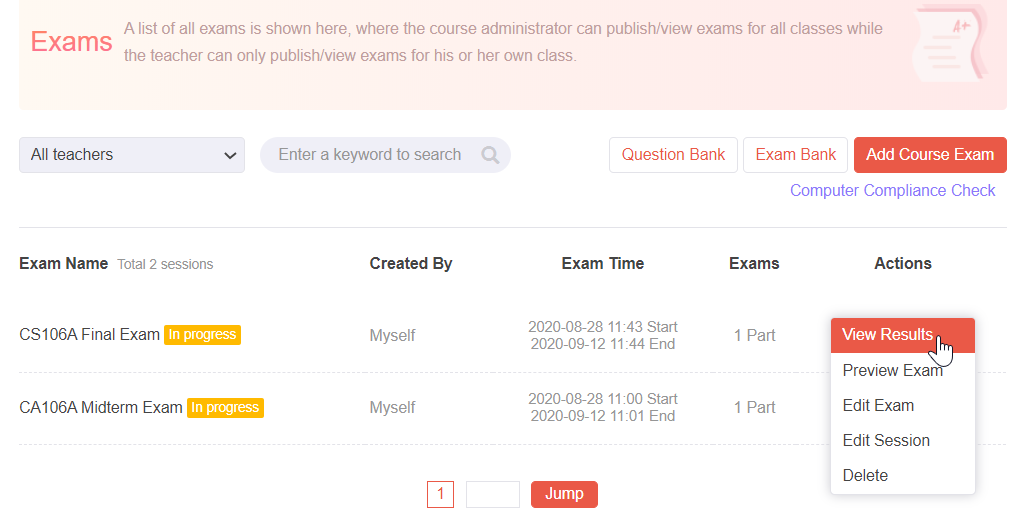 Exams
A list of all exams is shown here, where the course administrator can publish/view exams for all classes while
the teacher can only publish/view exams for his or her own class.
A+
All teachers
Enter a keyword to search
Question Bank
Exam Bank
Add Course Exam
Computer Compliance Check
Exam Name Total 2 sessions Created By Exam Time Exams Actions
CS106A Final Exam In progress Myself 2020-08-28 11:43 Start 1 Part
2020-09-12 11:44 End
CA106A Midterm Exam In progress Myself 2020-08-28 11:00 Start 1 Part
2020-09-12 11:01 End
View Results
Preview Exam
Edit Exam
Edit Session
Delete
1 Jump